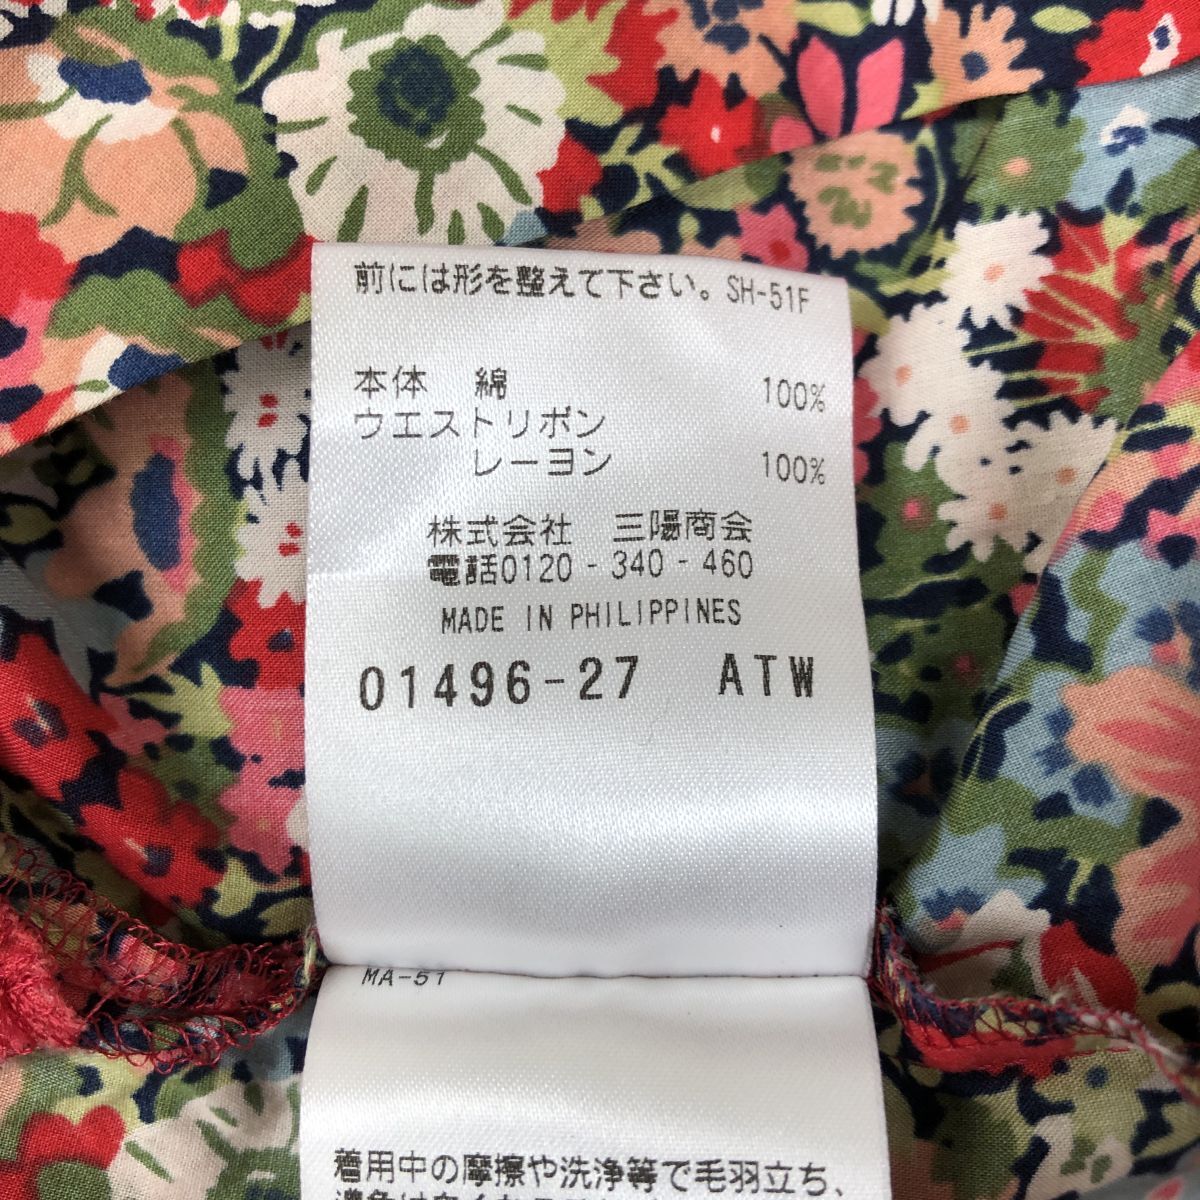 前には形を整えて下さい。SH-51F
本体 綿 100%
ウエストリボン
レーヨン 100%
株式会社 三陽商会
電話0120-340-460
MADE IN PHILIPPINES
01496-27 ATW
MA-51
着用中の摩擦や洗浄等で毛羽立ち、